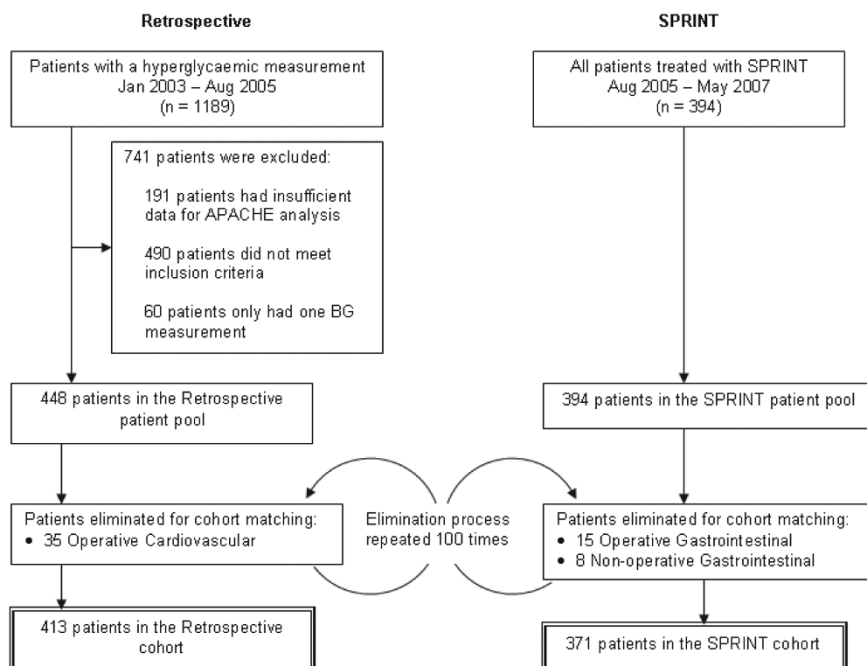 Retrospective
Patients with a hyperglycaemic measurement
Jan 2003 – Aug 2005
(n = 1189)
741 patients were excluded:
191 patients had insufficient
data for APACHE analysis
490 patients did not meet
inclusion criteria
60 patients only had one BG
measurement
448 patients in the Retrospective
patient pool
Patients eliminated for cohort matching:
• 35 Operative Cardiovascular
413 patients in the Retrospective
cohort
Elimination process
repeated 100 times
SPRINT
All patients treated with SPRINT
Aug 2005 – May 2007
(n = 394)
394 patients in the SPRINT patient pool
Patients eliminated for cohort matching:
• 15 Operative Gastrointestinal
• 8 Non-operative Gastrointestinal
371 patients in the SPRINT cohort